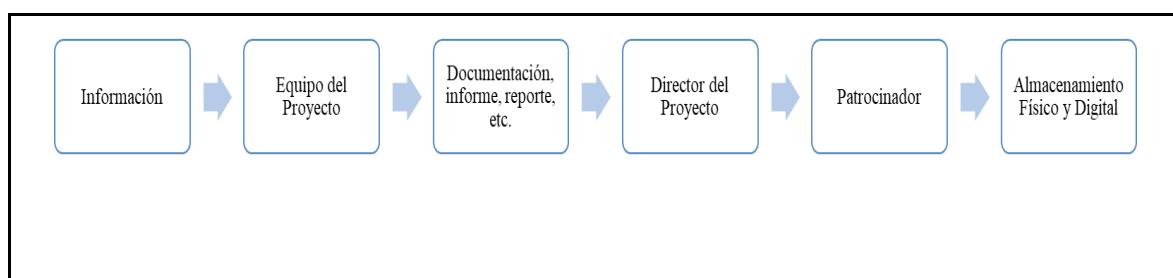 Información
Equipo del
Proyecto
Documentación,
informe, reporte,
etc.
Director del
Proyecto
Patrocinador
Almacenamiento
Físico y Digital